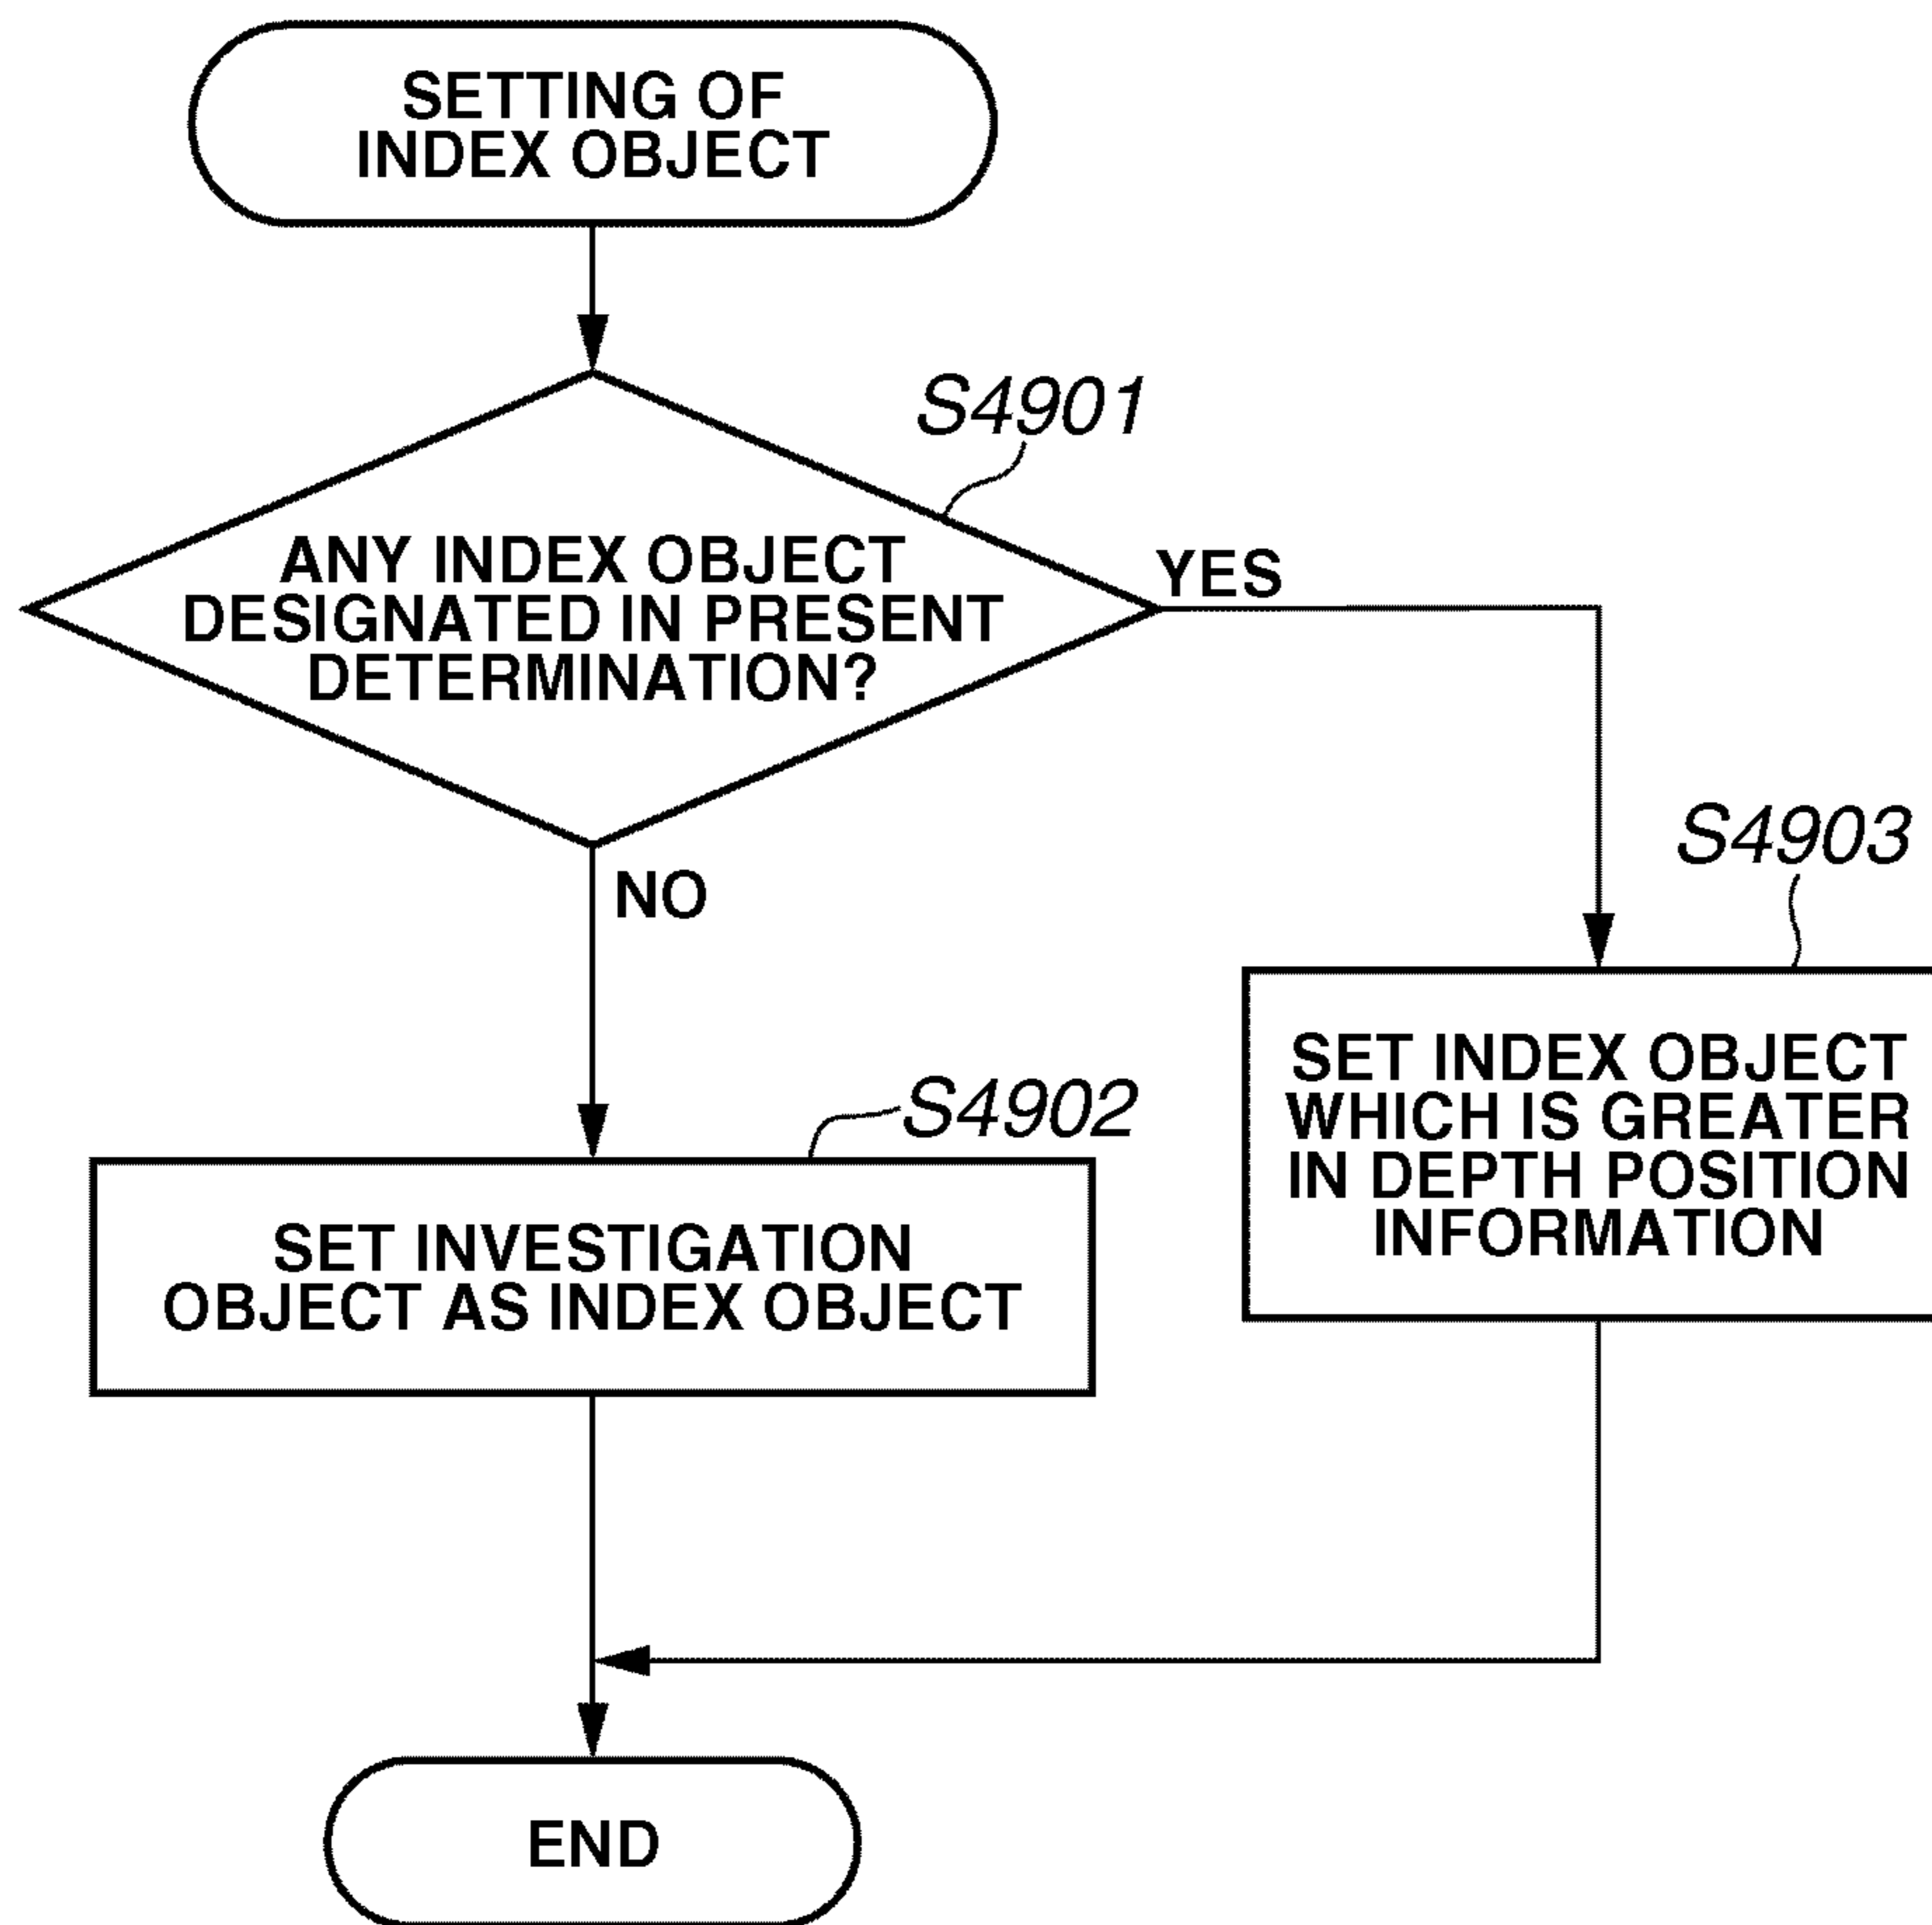 SETTING OF
INDEX OBJECT
S4901
ANY INDEX OBJECT
DESIGNATED IN PRESENT
DETERMINATION?
YES
NO
S4903
SET INDEX OBJECT
WHICH IS GREATER
IN DEPTH POSITION
INFORMATION
S4902
SET INVESTIGATION
OBJECT AS INDEX OBJECT
END